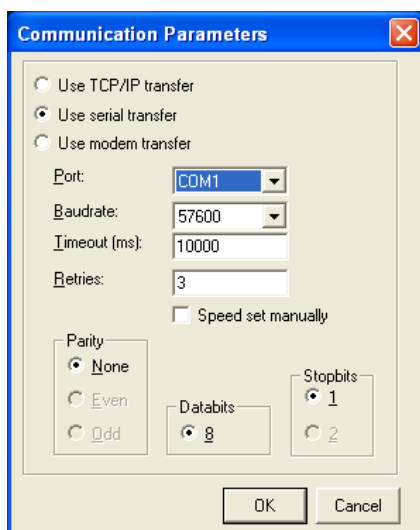 Communication Parameters
Use TCP/IP transfer
Use serial transfer
Use modem transfer
Port: COM1
Baudrate: 57600
Timeout (ms): 10000
Retries: 3
Speed set manually
Parity
None
Even
Odd
Databits
8
Stopbits
1
2
OK Cancel